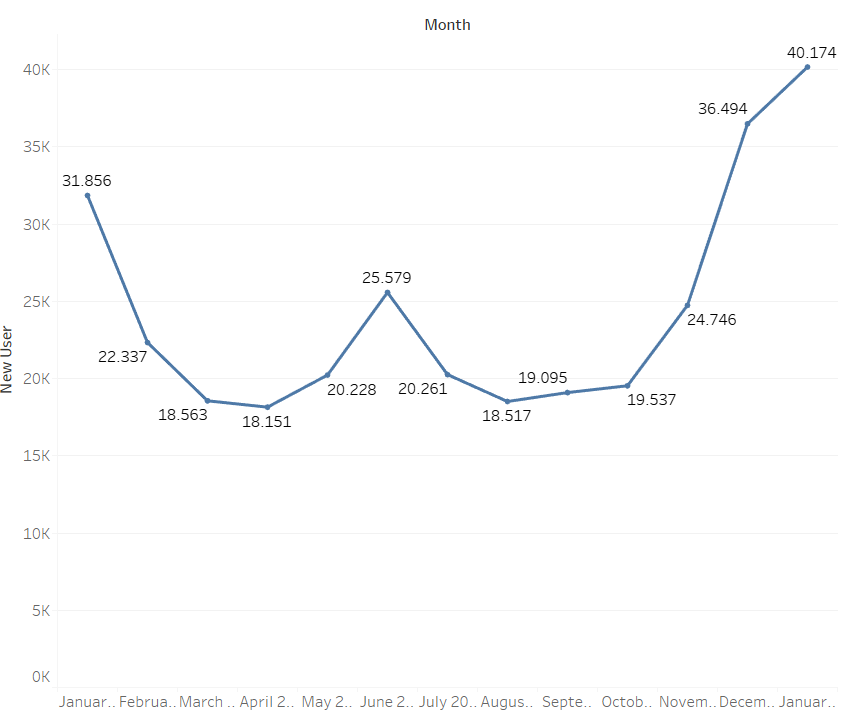 Month
40.174
40K
36.494
35K
31.856
30K
25.579
25K
24.746
New User
22.337
20K
20.228
20.261
19.095
19.537
18.563
18.151
18.517
15K
10K
5K
0K
Januar.. Februa.. March .. April 2.. May 2.. June 2.. July 20.. Augus.. Septe.. Octob.. Novem.. Decem.. Januar..